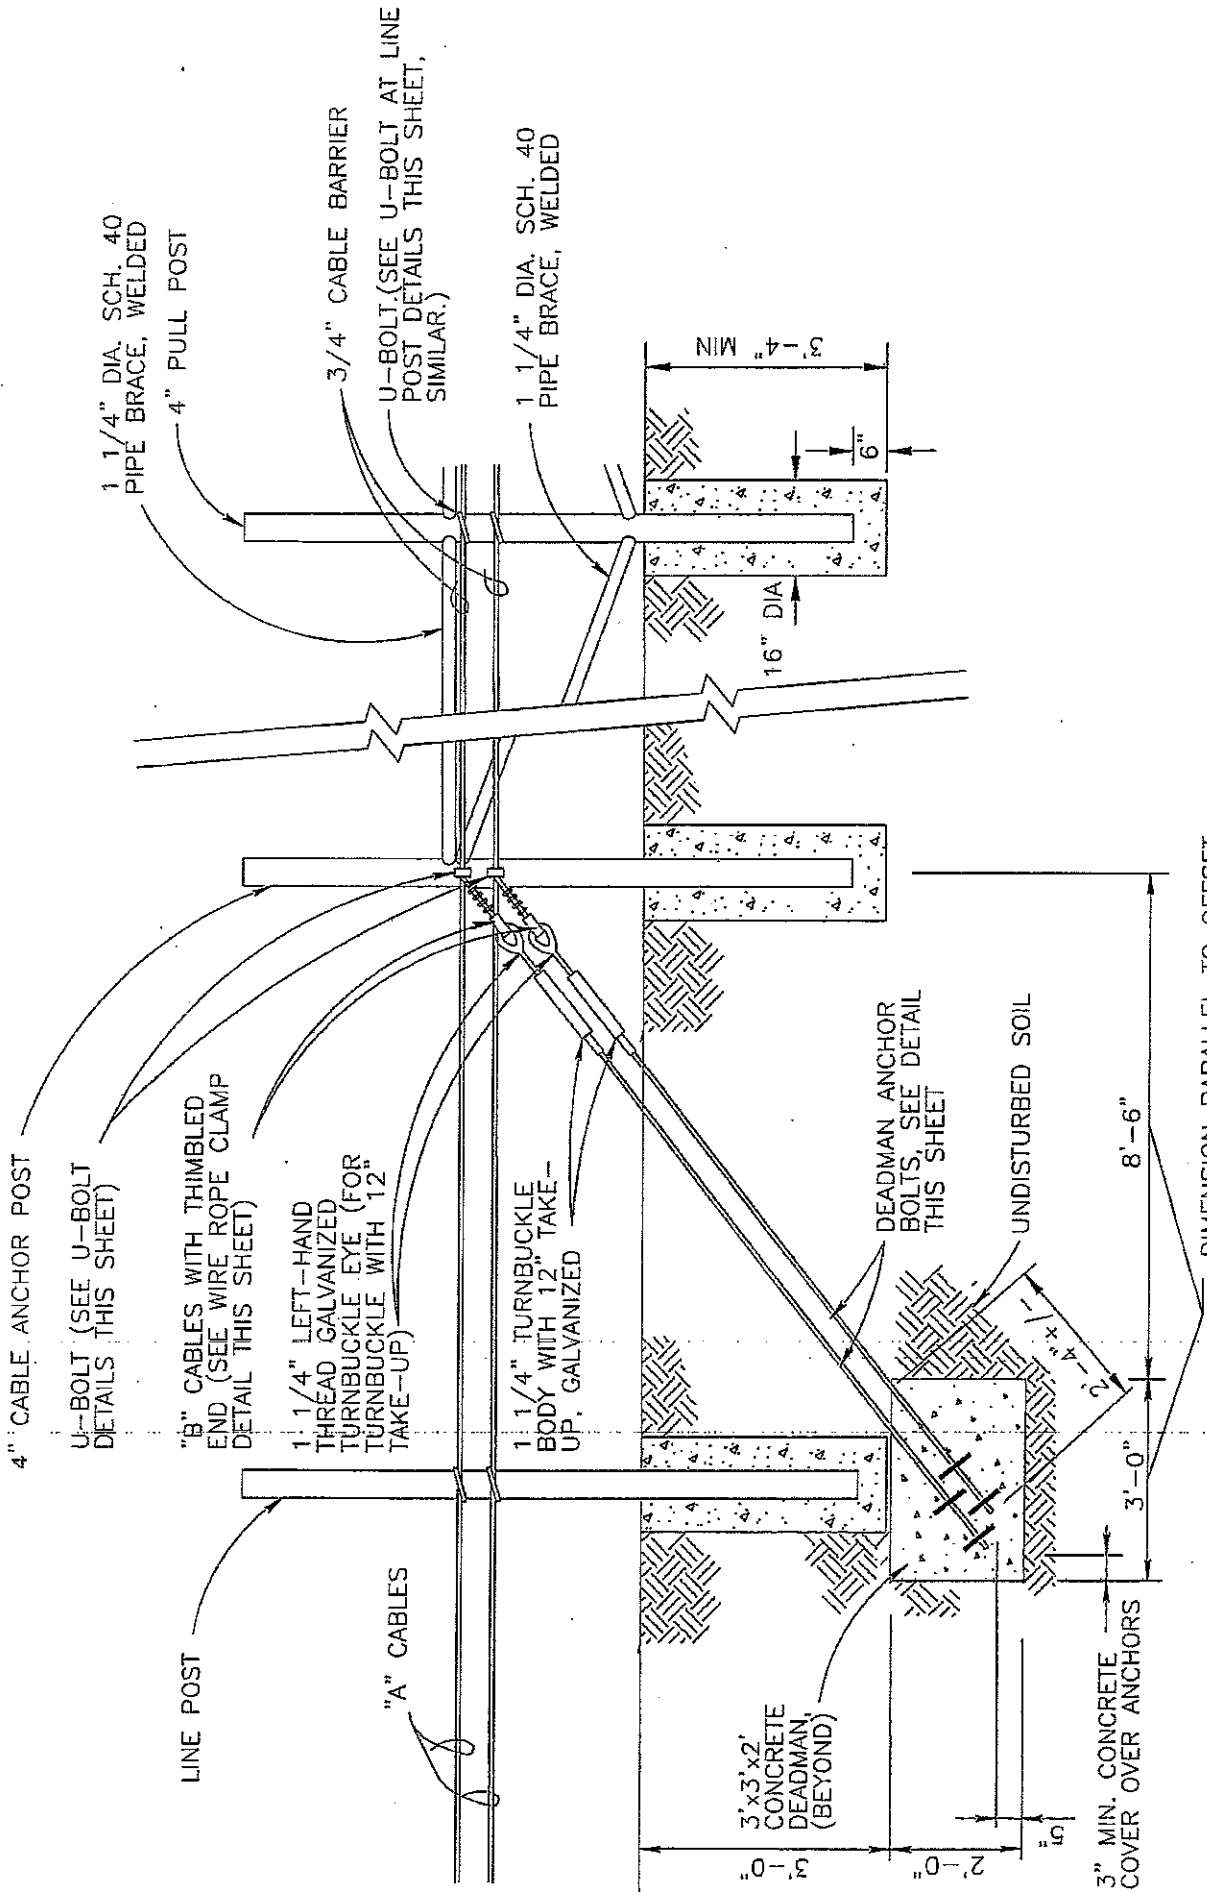 4" CABLE ANCHOR POST
U-BOLT (SEE U-BOLT
DETAILS THIS SHEET)
"B" CABLES WITH THIMBLED
END (SEE WIRE ROPE CLAMP
DETAIL THIS SHEET)
1 1/4" LEFT-HAND
THREAD GALVANIZED
TURNBUCKLE EYE (FOR
TURNBUCKLE WITH 12"
TAKE-UP)
1 1/4" TURNBUCKLE
BODY WITH 12" TAKE-
UP, GALVANIZED
LINE POST
"A" CABLES
1 1/4" DIA. SCH. 40
PIPE BRACE, WELDED
4" PULL POST
3/4" CABLE BARRIER
U-BOLT.(SEE U-BOLT AT LINE
POST DETAILS THIS SHEET,
SIMILAR.)
1 1/4" DIA. SCH. 40
PIPE BRACE, WELDED
3'-4" MIN
6"
16" DIA
DEADMAN ANCHOR
BOLTS, SEE DETAIL
THIS SHEET
UNDISTURBED SOIL
2'-4"±
3'x3'x2'
CONCRETE
DEADMAN,
(BEYOND)
3'-0"
2'-0"
5"
3" MIN. CONCRETE
COVER OVER ANCHORS
3'-0"
8'-6"
DIMENSION PARALLEL TO OFFSET